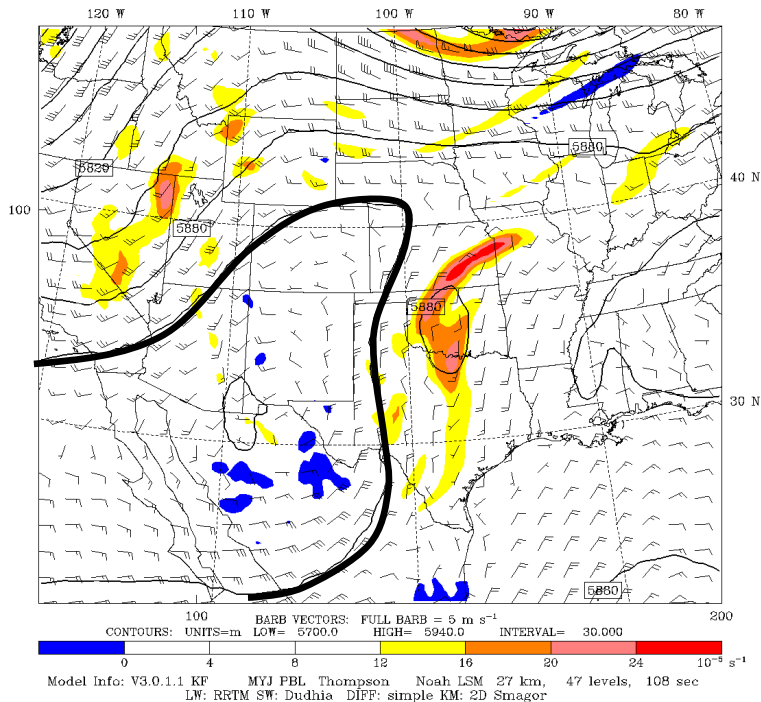 120 W 110 W 100 W 90 W 80 W
5880
5820
40 N
100
5880
5880
30 N
5880
100 200
BARB VECTORS: FULL BARB = 5 m s⁻¹
CONTOURS: UNITS=m LOW= 5700.0 HIGH= 5940.0 INTERVAL= 30.000
0 4 8 12 16 20 24 10⁻⁵ s⁻¹
Model Info: V3.0.1.1 KF MYJ PBL Thompson Noah LSM 27 km, 47 levels, 108 sec
LW: RRTM SW: Dudhia DIFF: simple KM: 2D Smagor